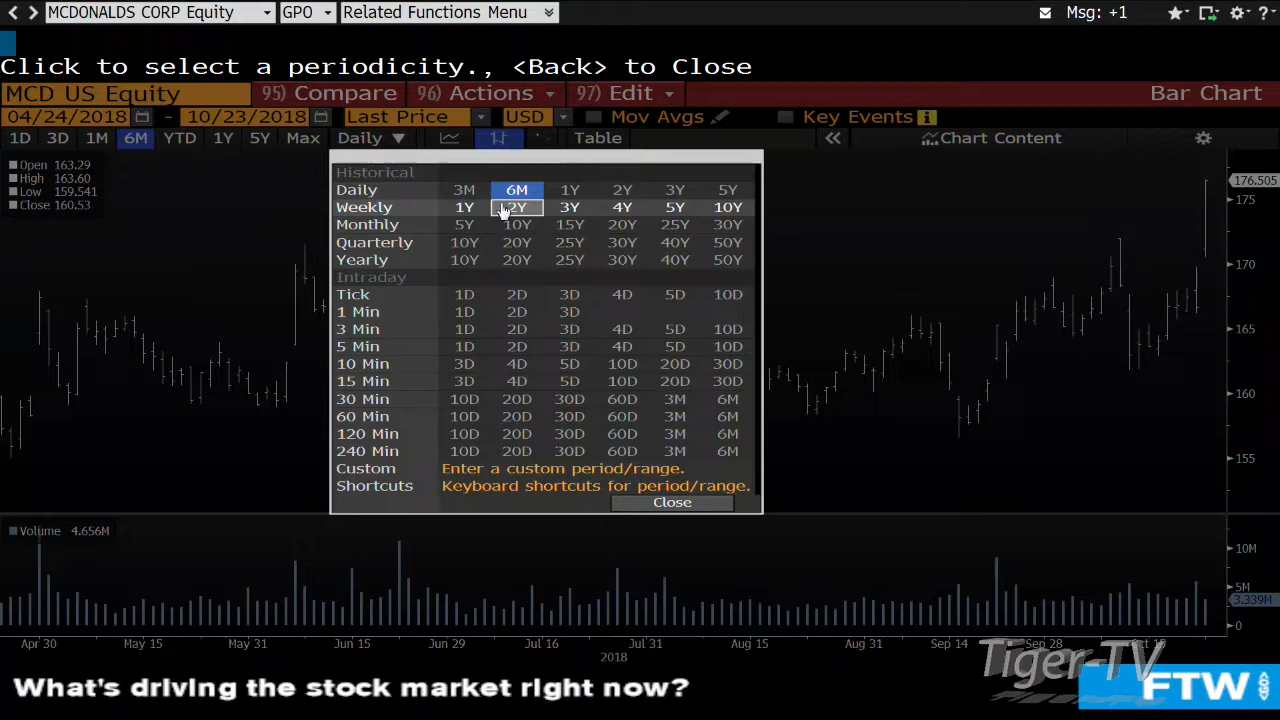 MCDONALDS CORP Equity GPO Related Functions Menu Msg: +1
Click to select a periodicity., <Back> to Close
MCD US Equity 95) Compare 96) Actions 97) Edit Bar Chart
04/24/2018 - 10/23/2018 Last Price USD Mov Avgs Key Events
1D 3D 1M 6M YTD 1Y 5Y Max Daily Table Chart Content
Open 163.29
High 163.60
Low 159.541
Close 160.53
Historical
Daily 3M 6M 1Y 2Y 3Y 5Y
Weekly 1Y 2Y 3Y 4Y 5Y 10Y
Monthly 5Y 10Y 15Y 20Y 25Y 30Y
Quarterly 10Y 20Y 25Y 30Y 40Y 50Y
Yearly 10Y 20Y 25Y 30Y 40Y 50Y
Intraday
Tick 1D 2D 3D 4D 5D 10D
1 Min 1D 2D 3D
3 Min 1D 2D 3D 4D 5D 10D
5 Min 1D 2D 3D 4D 5D 10D
10 Min 3D 4D 5D 10D 20D 30D
15 Min 3D 4D 5D 10D 20D 30D
30 Min 10D 20D 30D 60D 3M 6M
60 Min 10D 20D 30D 60D 3M 6M
120 Min 10D 20D 30D 60D 3M 6M
240 Min 10D 20D 30D 60D 3M 6M
Custom Enter a custom period/range.
Shortcuts Keyboard shortcuts for period/range.
Close
176.505
175
170
165
160
155
Volume 4.656M
10M
5M
3.339M
0
Apr 30 May 15 May 31 Jun 15 Jun 29 Jul 16 Jul 31 Aug 15 Aug 31 Sep 14 Sep 28 Oct 15
2018
Tiger-TV
What's driving the stock market right now?
FTW